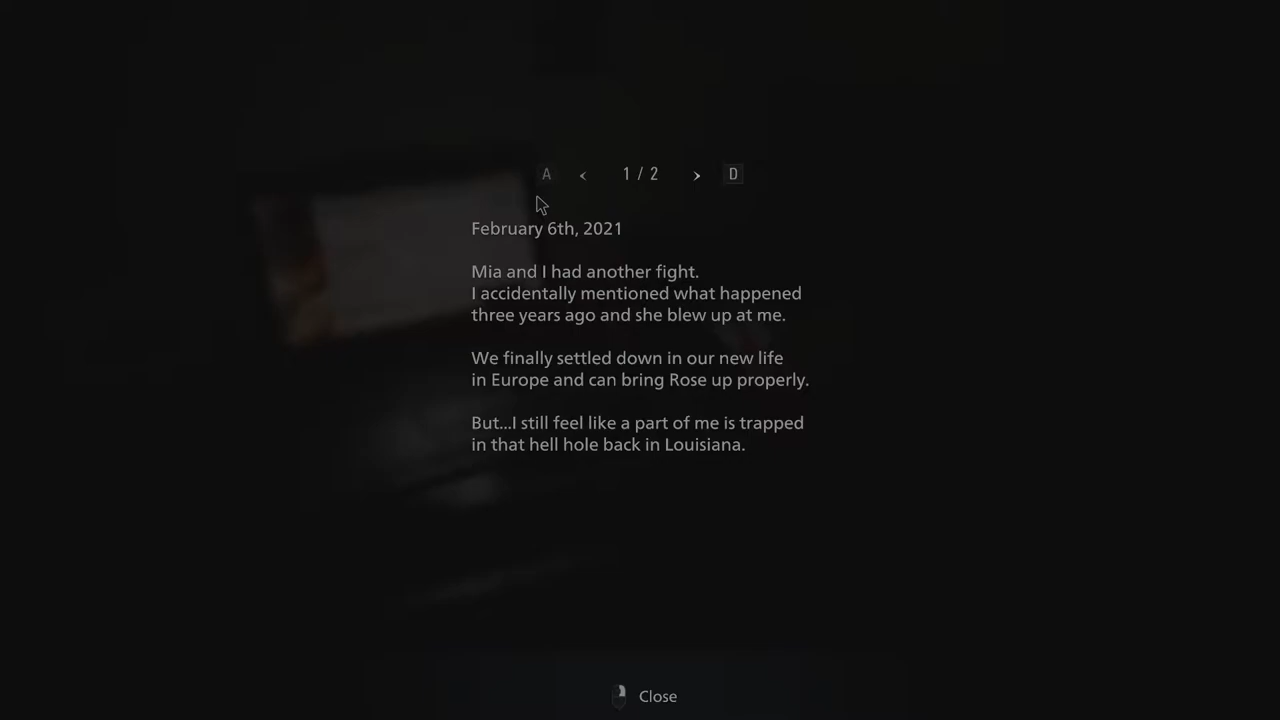 A < 1 / 2 > D
February 6th, 2021
Mia and I had another fight.
I accidentally mentioned what happened
three years ago and she blew up at me.
We finally settled down in our new life
in Europe and can bring Rose up properly.
But...I still feel like a part of me is trapped
in that hell hole back in Louisiana.
Close